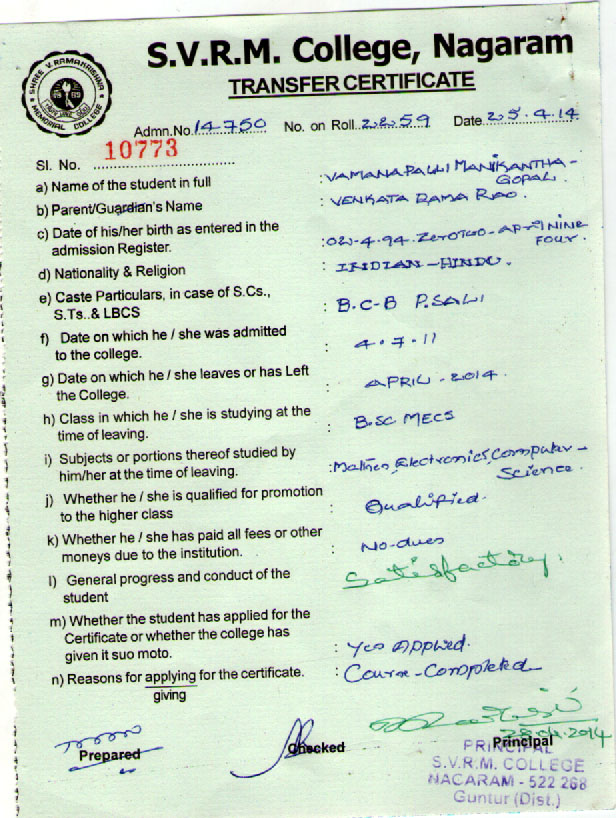 SHREE V.RAMAKRISHNA
MEMORIAL COLLEGE
S.V.R.M. College, Nagaram
TRANSFER CERTIFICATE
Admn.No. 14750 No. on Roll. 2259 Date. 25.4.14
Sl. No. 10773
a) Name of the student in full : VAMANAPALLI MANIKANTHA-
GOPAL.
b) Parent/Guardian's Name : VENKATA RAMA RAO.
c) Date of his/her birth as entered in the
admission Register. : 02-4-94. Zero Two - April Nine
FOUR.
d) Nationality & Religion : INDIAN-HINDU.
e) Caste Particulars, in case of S.Cs.,
S.Ts..& LBCS : B.C-B P.SALI
f) Date on which he / she was admitted
to the college. : 4.7.11
g) Date on which he / she leaves or has Left
the College. : APRIL-2014.
h) Class in which he / she is studying at the
time of leaving. : B.SC MECS
i) Subjects or portions thereof studied by
him/her at the time of leaving. : Mathes, Electronics, Computer-
Science.
j) Whether he / she is qualified for promotion
to the higher class : Qualified.
k) Whether he / she has paid all fees or other
moneys due to the institution. : No-dues
l) General progress and conduct of the
student : Satisfactory.
m) Whether the student has applied for the
Certificate or whether the college has
given it suo moto. : Yes Applied.
n) Reasons for applying for the certificate. : Course-Completed
giving
Prepared Checked Principal
PRINCIPAL
S.V.R.M. COLLEGE
NAGARAM - 522 268
Guntur (Dist.)